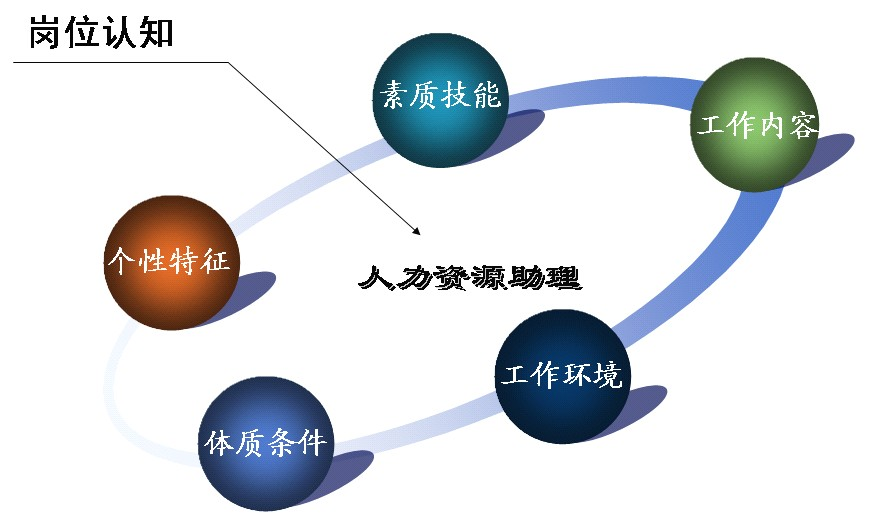 岗位认知
素质技能
工作内容
个性特征
人力资源助理
工作环境
体质条件